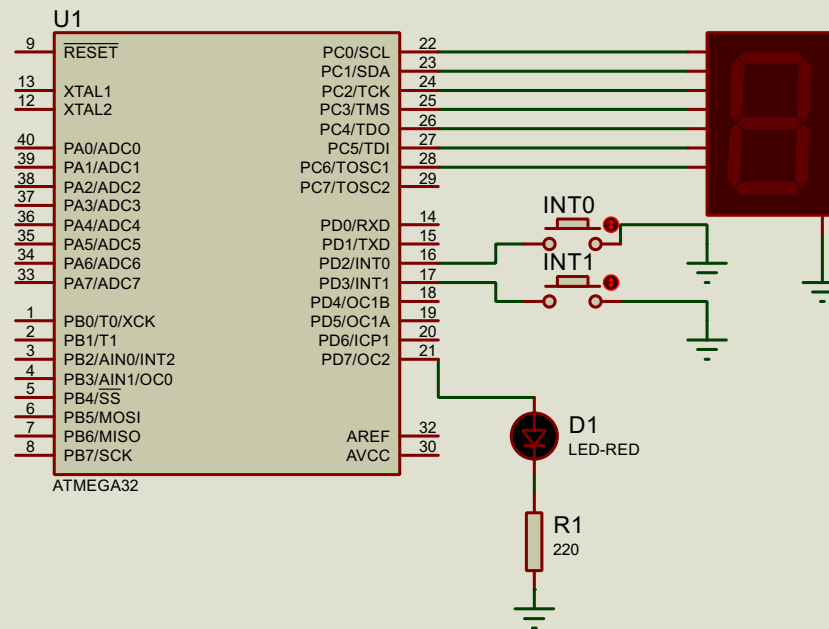 U1
9 RESET
13 XTAL1
12 XTAL2
40 PA0/ADC0
39 PA1/ADC1
38 PA2/ADC2
37 PA3/ADC3
36 PA4/ADC4
35 PA5/ADC5
34 PA6/ADC6
33 PA7/ADC7
1 PB0/T0/XCK
2 PB1/T1
3 PB2/AIN0/INT2
4 PB3/AIN1/OC0
5 PB4/SS
6 PB5/MOSI
7 PB6/MISO
8 PB7/SCK
PC0/SCL 22
PC1/SDA 23
PC2/TCK 24
PC3/TMS 25
PC4/TDO 26
PC5/TDI 27
PC6/TOSC1 28
PC7/TOSC2 29
PD0/RXD 14
PD1/TXD 15
PD2/INT0 16
PD3/INT1 17
PD4/OC1B 18
PD5/OC1A 19
PD6/ICP1 20
PD7/OC2 21
AREF 32
AVCC 30
ATMEGA32
INT0
INT1
D1
LED-RED
R1
220